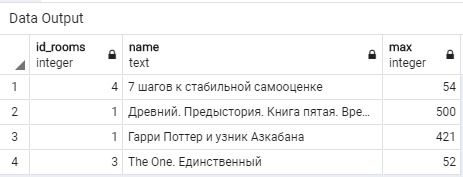 Data Output
id_rooms name max
integer text integer
1 4 7 шагов к стабильной самооценке 54
2 1 Древний. Предыстория. Книга пятая. Вре... 500
3 1 Гарри Поттер и узник Азкабана 421
4 3 The One. Единственный 52